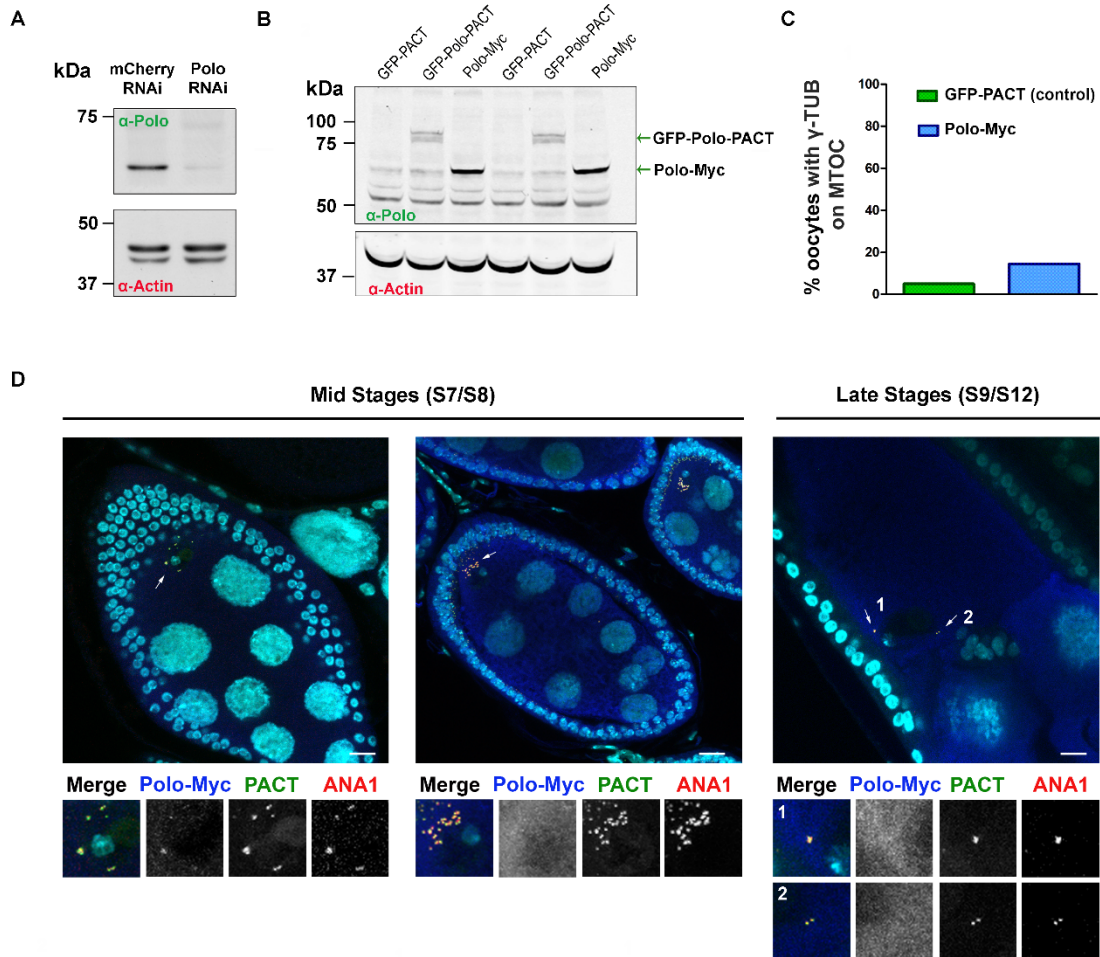 A
kDa
mCherry RNAi
Polo RNAi
75
α-Polo
50
37
α-Actin
B
GFP-PACT
GFP-Polo-PACT
Polo-Myc
GFP-PACT
GFP-Polo-PACT
Polo-Myc
kDa
100
75
50
GFP-Polo-PACT
Polo-Myc
α-Polo
37
α-Actin
C
% oocytes with γ-TUB
on MTOC
100
80
60
40
20
0
GFP-PACT (control)
Polo-Myc
D
Mid Stages (S7/S8)
Late Stages (S9/S12)
1
2
Merge Polo-Myc PACT ANA1
Merge Polo-Myc PACT ANA1
Merge Polo-Myc PACT ANA1
1
2